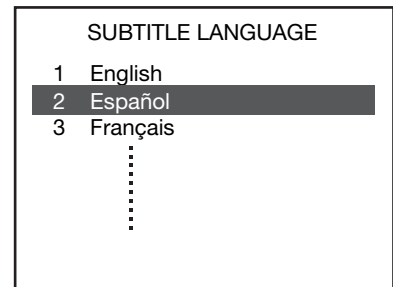 SUBTITLE LANGUAGE
1 English
2 Español
3 Français